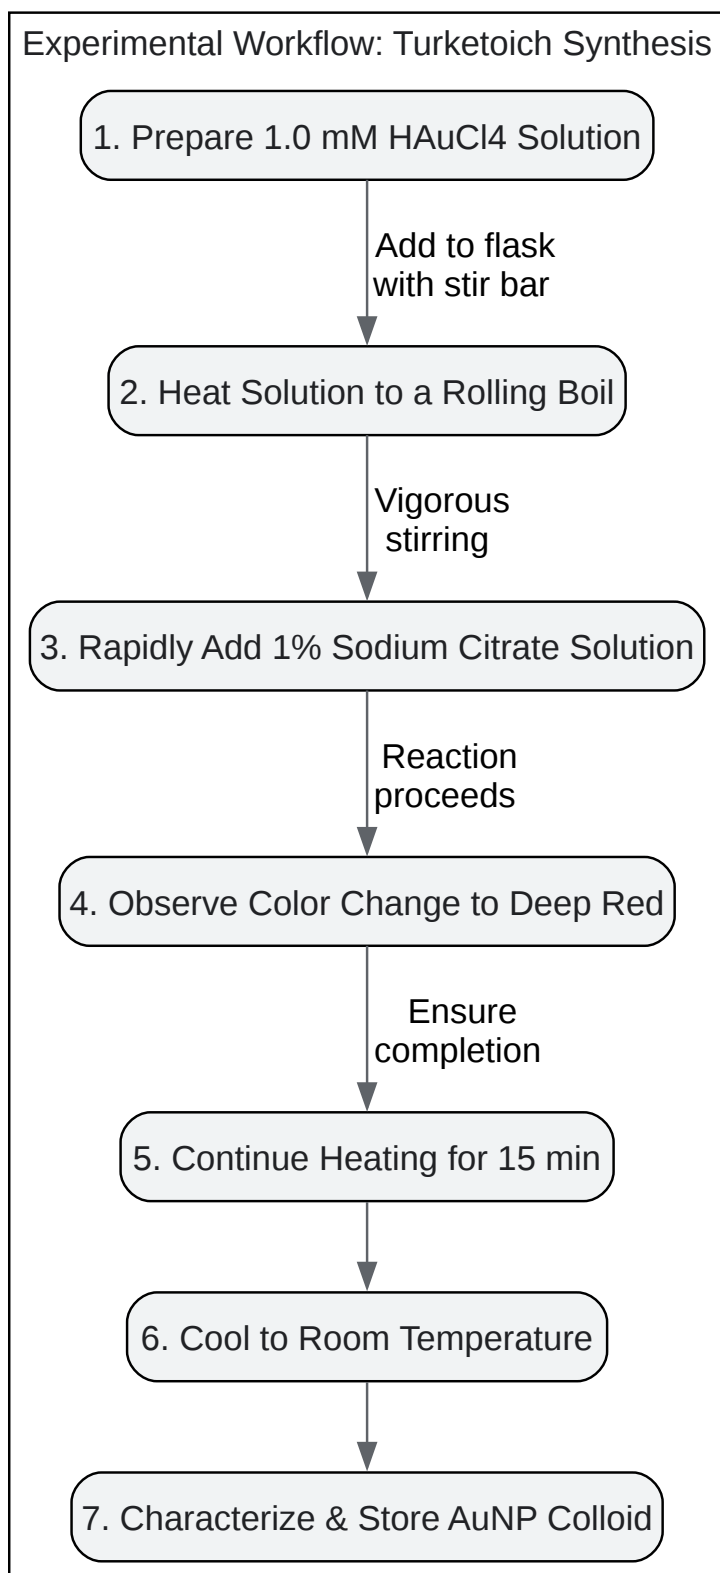 Experimental Workflow: Turketoich Synthesis
1. Prepare 1.0 mM HAuCl4 Solution
Add to flask
with stir bar
2. Heat Solution to a Rolling Boil
Vigorous
stirring
3. Rapidly Add 1% Sodium Citrate Solution
Reaction
proceeds
4. Observe Color Change to Deep Red
Ensure
completion
5. Continue Heating for 15 min
6. Cool to Room Temperature
7. Characterize & Store AuNP Colloid